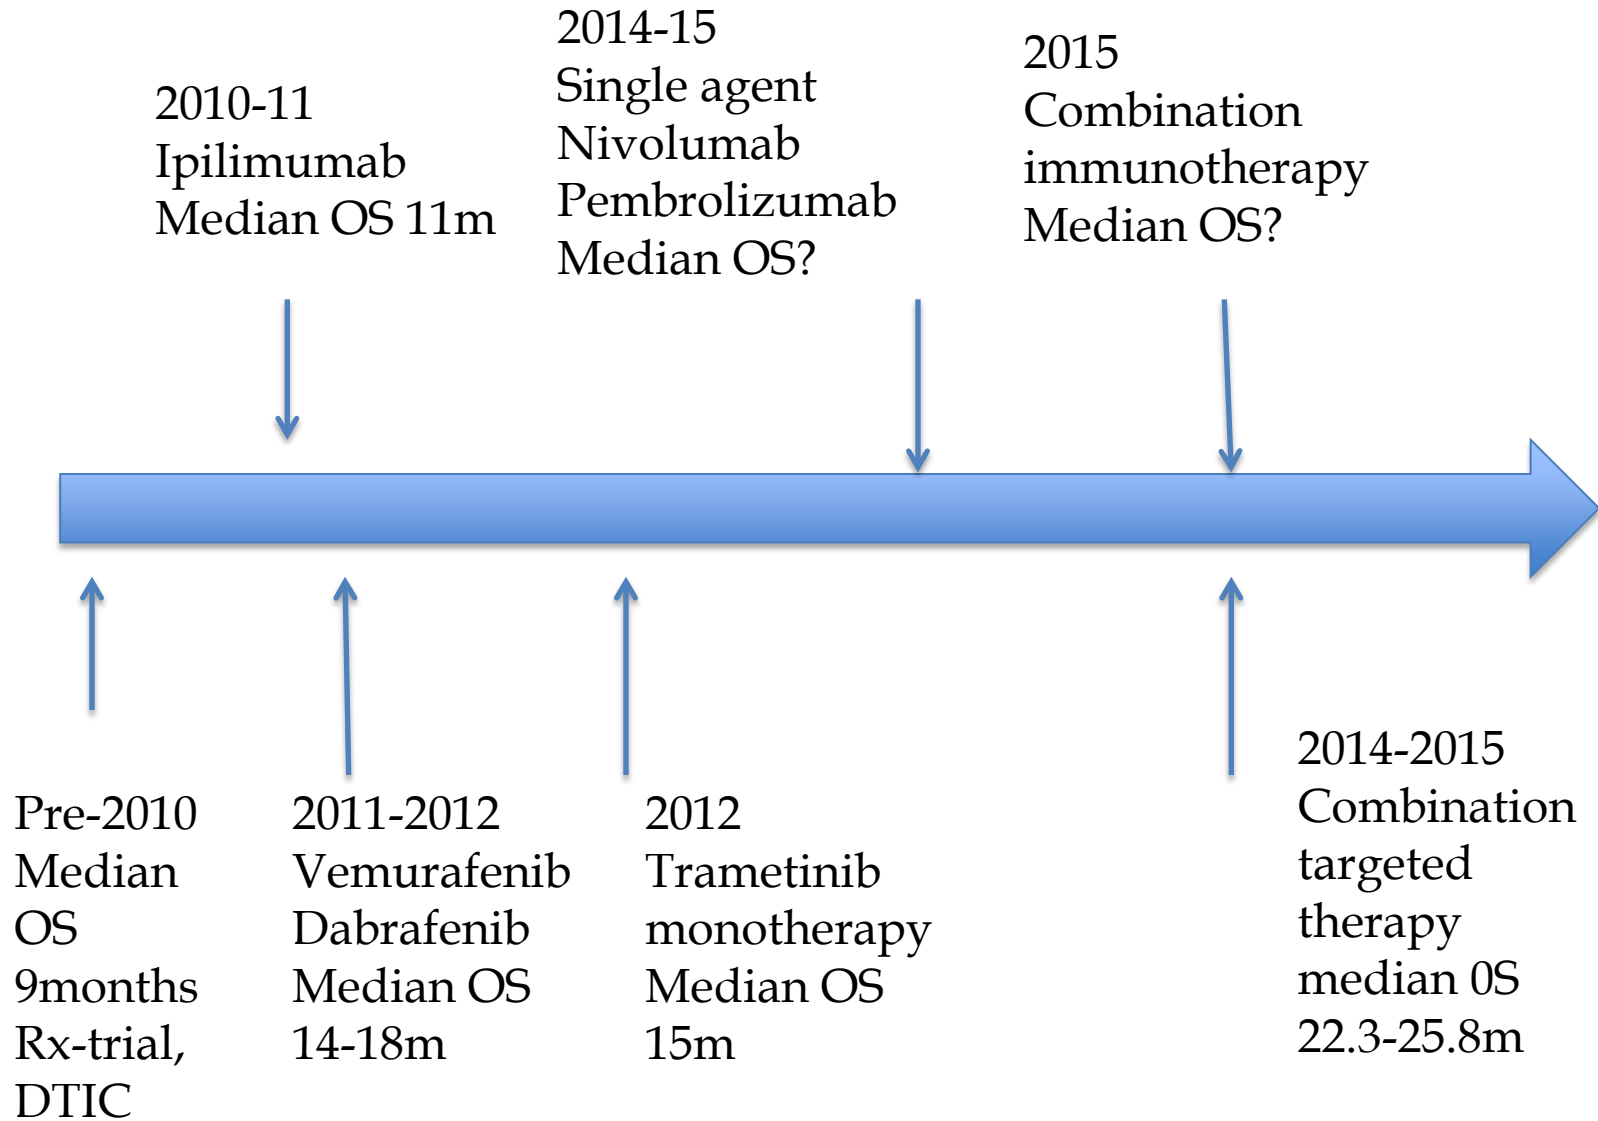 2010-11
Ipilimumab
Median OS 11m
2014-15
Single agent
Nivolumab
Pembrolizumab
Median OS?
2015
Combination
immunotherapy
Median OS?
Pre-2010
Median
OS
9months
Rx-trial,
DTIC
2011-2012
Vemurafenib
Dabrafenib
Median OS
14-18m
2012
Trametinib
monotherapy
Median OS
15m
2014-2015
Combination
targeted
therapy
median 0S
22.3-25.8m